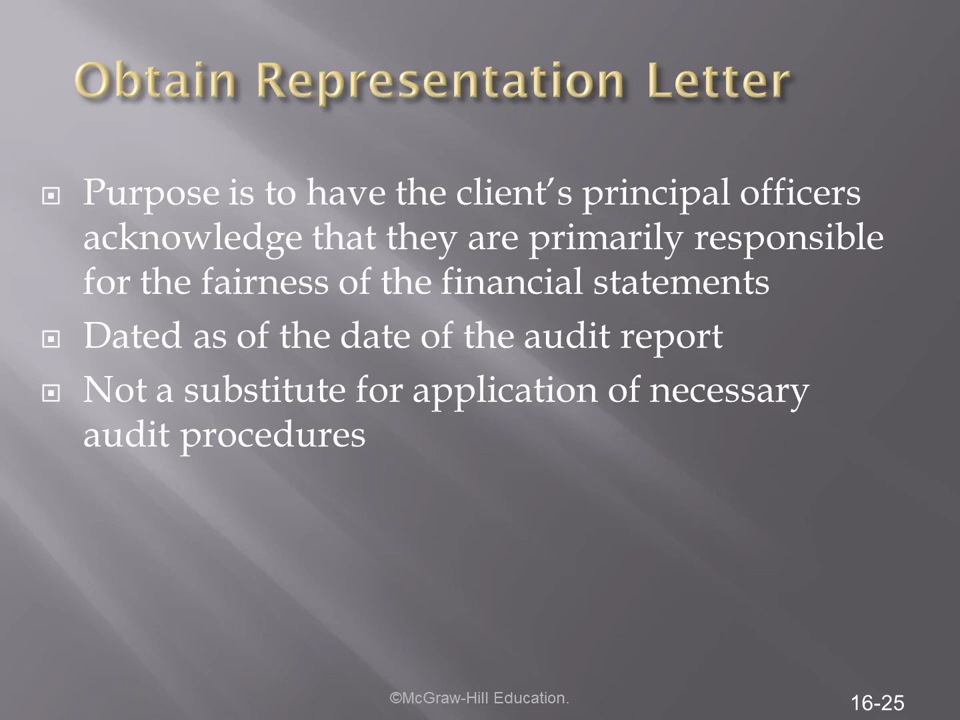 Obtain Representation Letter
Purpose is to have the client’s principal officers
acknowledge that they are primarily responsible
for the fairness of the financial statements
Dated as of the date of the audit report
Not a substitute for application of necessary
audit procedures
©McGraw-Hill Education.
16-25